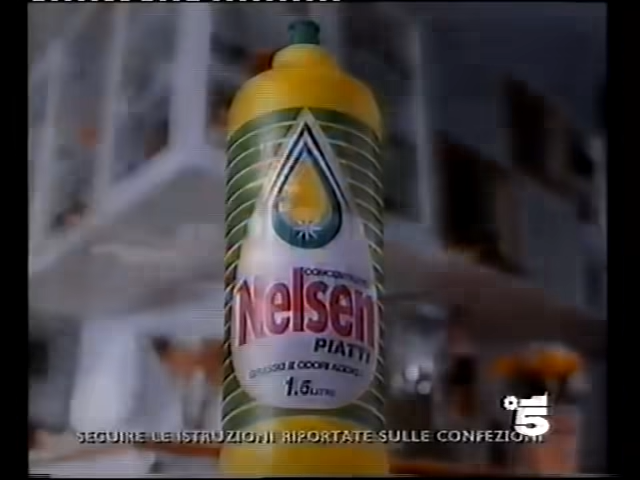 CONCENTRATO
Nelsen
PIATTI
1.5 LITRI
5
SEGUIRE LE ISTRUZIONI RIPORTATE SULLE CONFEZIONI